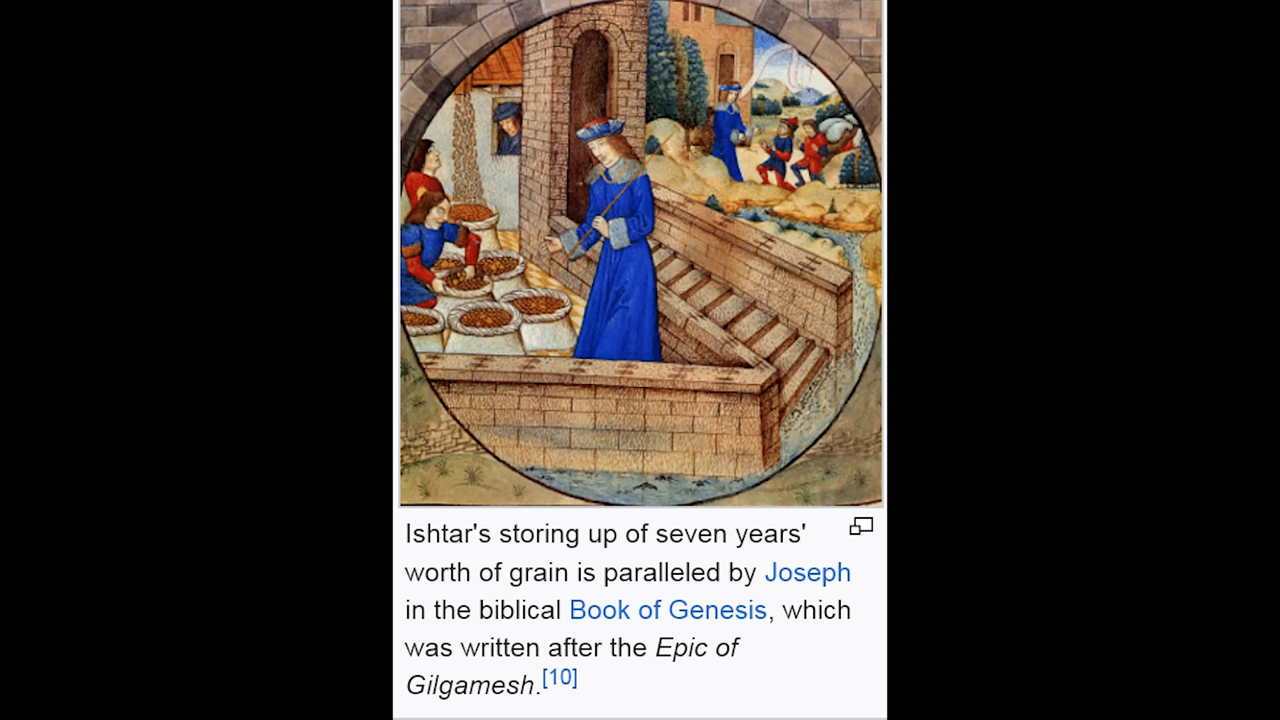 Ishtar's storing up of seven years'
worth of grain is paralleled by Joseph
in the biblical Book of Genesis, which
was written after the Epic of
Gilgamesh.[10]